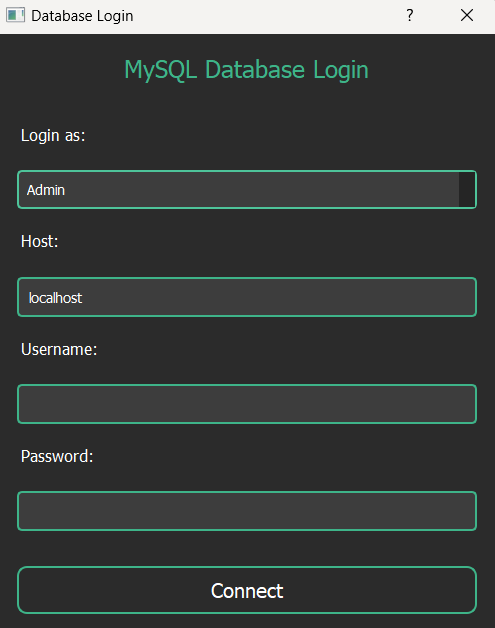 Database Login
?
MySQL Database Login
Login as:
Admin
Host:
localhost
Username:
Password:
Connect